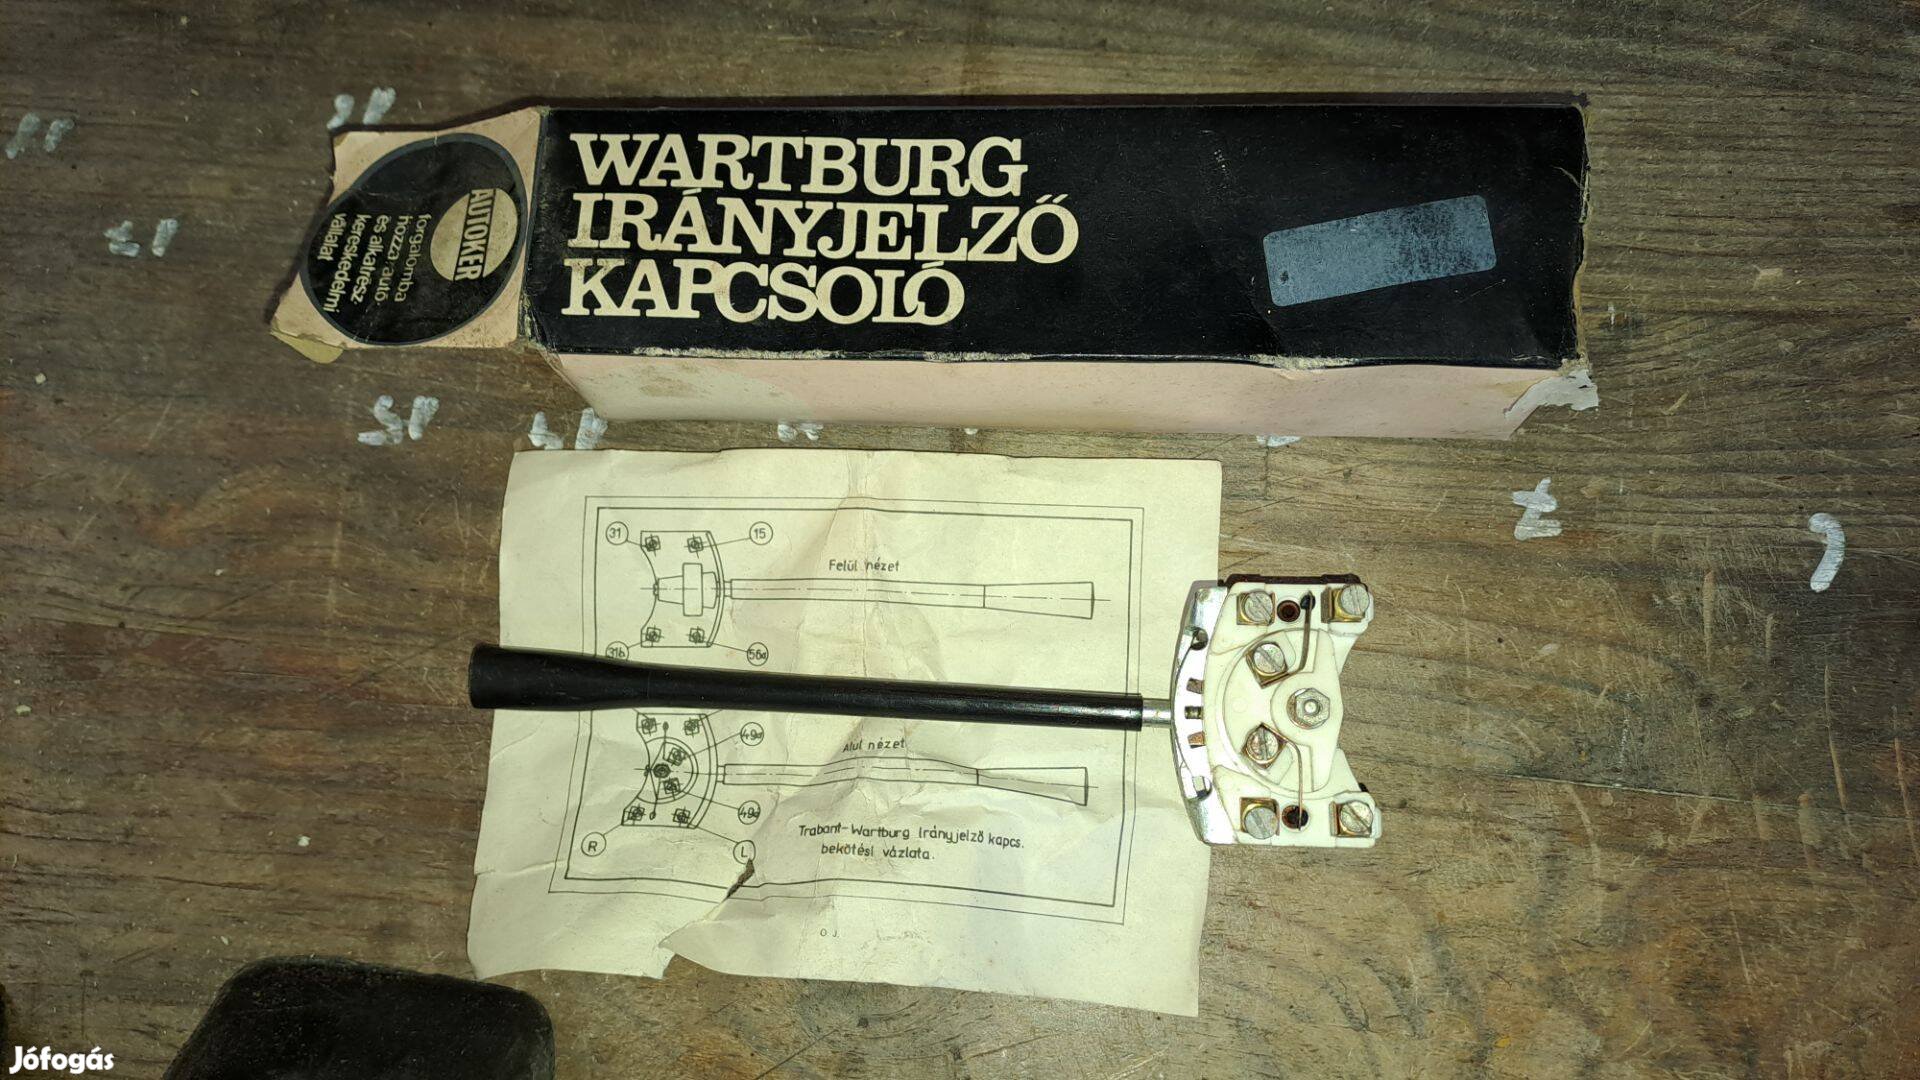 WARTBURG
IRÁNYJELZŐ
KAPCSOLÓ
AUTÓKER
forgalomba
hozza: autó-
és alkatrész
kereskedelmi
vállalat
31
15
Felül nézet
31b
56a
49a
Alul nézet
49a
R
L
Trabant-Wartburg Irányjelző kapcs.
bekötési vázlata.
O. J.
Jófogás